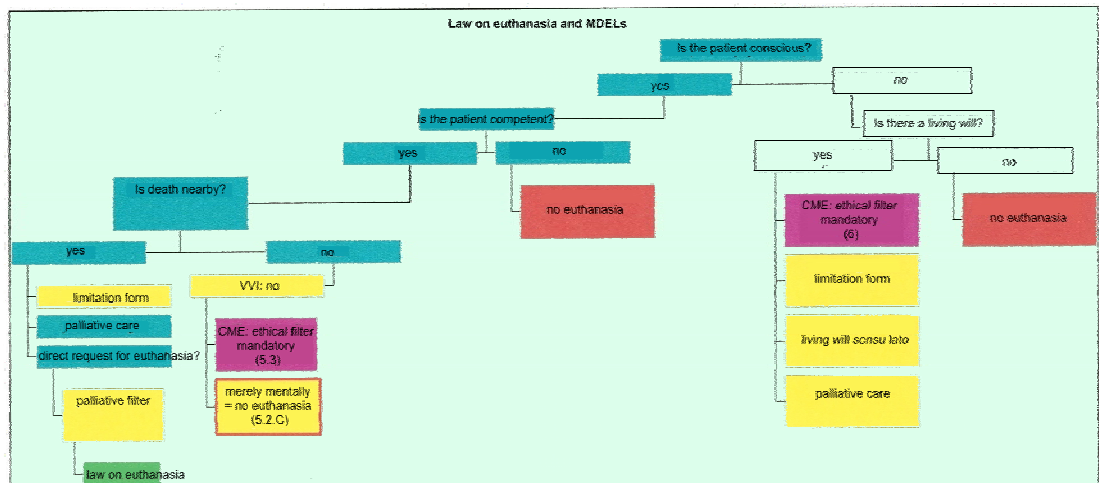 Law on euthanasia and MDELs
Is the patient conscious?
yes
no
Is the patient competent?
Is there a living will?
yes
no
yes
no
Is death nearby?
no euthanasia
CME: ethical filter
mandatory
(6)
no euthanasia
yes
no
limitation form
VVI: no
limitation form
palliative care
CME: ethical filter
mandatory
(5.3)
direct request for euthanasia?
living will sensu lato
palliative filter
merely mentally
= no euthanasia
(5.2.C)
palliative care
law on euthanasia